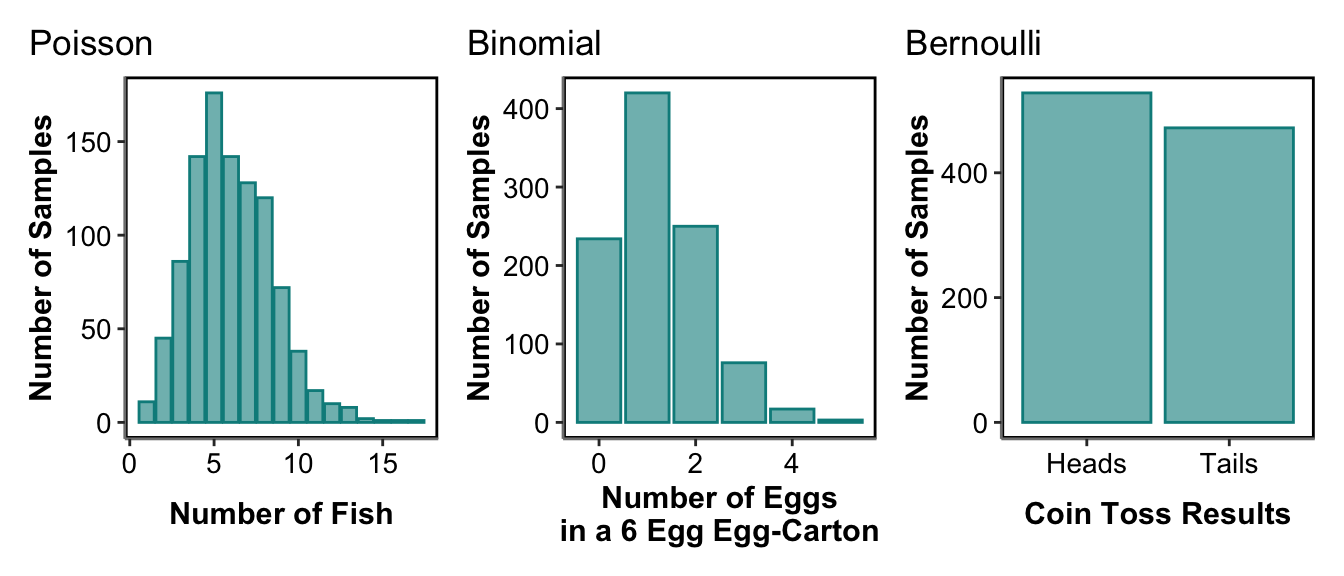 Poisson
Number of Samples
150
100
50
0
0 5 10 15
Number of Fish
Binomial
Number of Samples
400
300
200
100
0
0 2 4
Number of Eggs
in a 6 Egg Egg-Carton
Bernoulli
Number of Samples
400
200
0
Heads Tails
Coin Toss Results